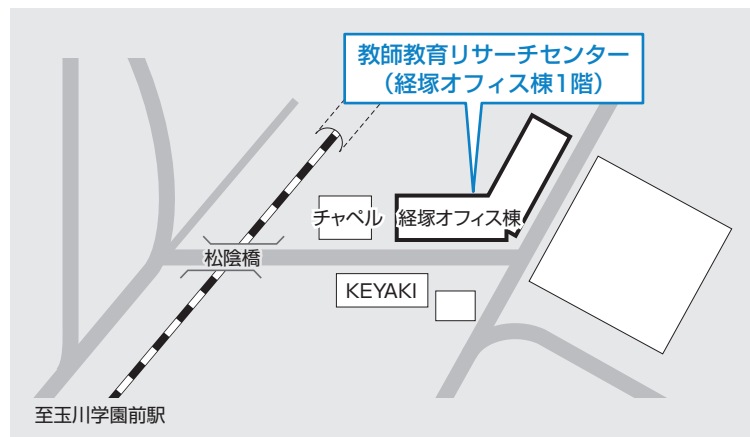 教師教育リサーチセンター
（経塚オフィス棟1階）
チャペル
経塚オフィス棟
松陰橋
KEYAKI
至玉川学園前駅